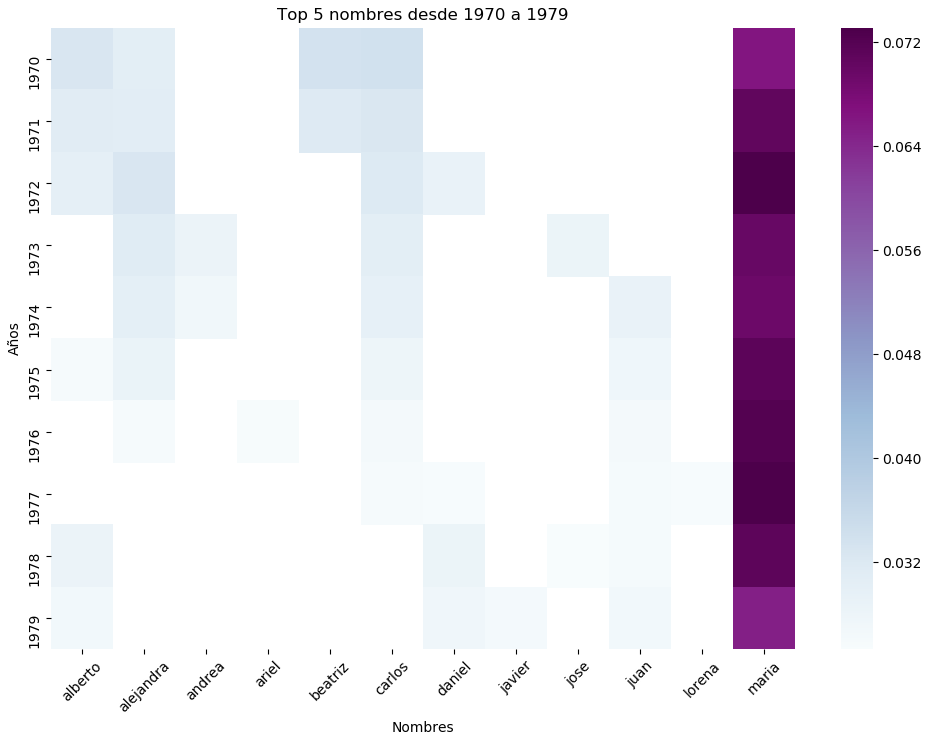 Top 5 nombres desde 1970 a 1979
Años
1970
1971
1972
1973
1974
1975
1976
1977
1978
1979
alberto
alejandra
andrea
ariel
beatriz
carlos
daniel
javier
jose
juan
lorena
maria
Nombres
0.072
0.064
0.056
0.048
0.040
0.032